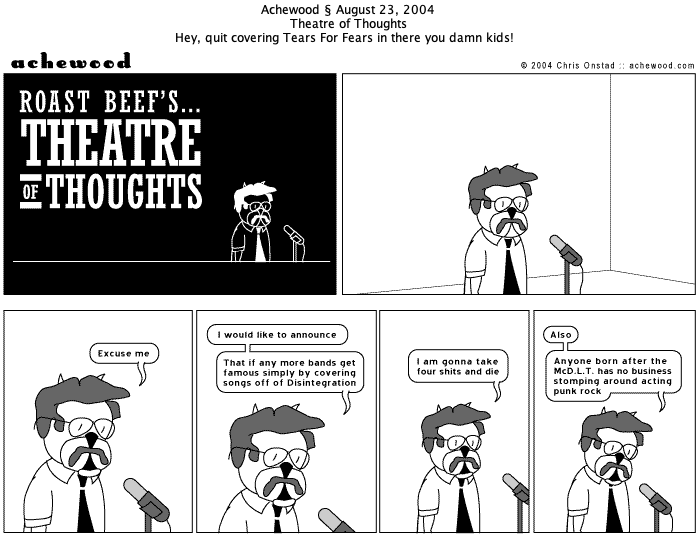 Achewood § August 23, 2004
Theatre of Thoughts
Hey, quit covering Tears For Fears in there you damn kids!
achewood
© 2004 Chris Onstad :: achewood.com
ROAST BEEF'S...
THEATRE
OF THOUGHTS
Excuse me
I would like to announce
That if any more bands get
famous simply by covering
songs off of Disintegration
I am gonna take
four shits and die
Also
Anyone born after the
McD.L.T. has no business
stomping around acting
punk rock